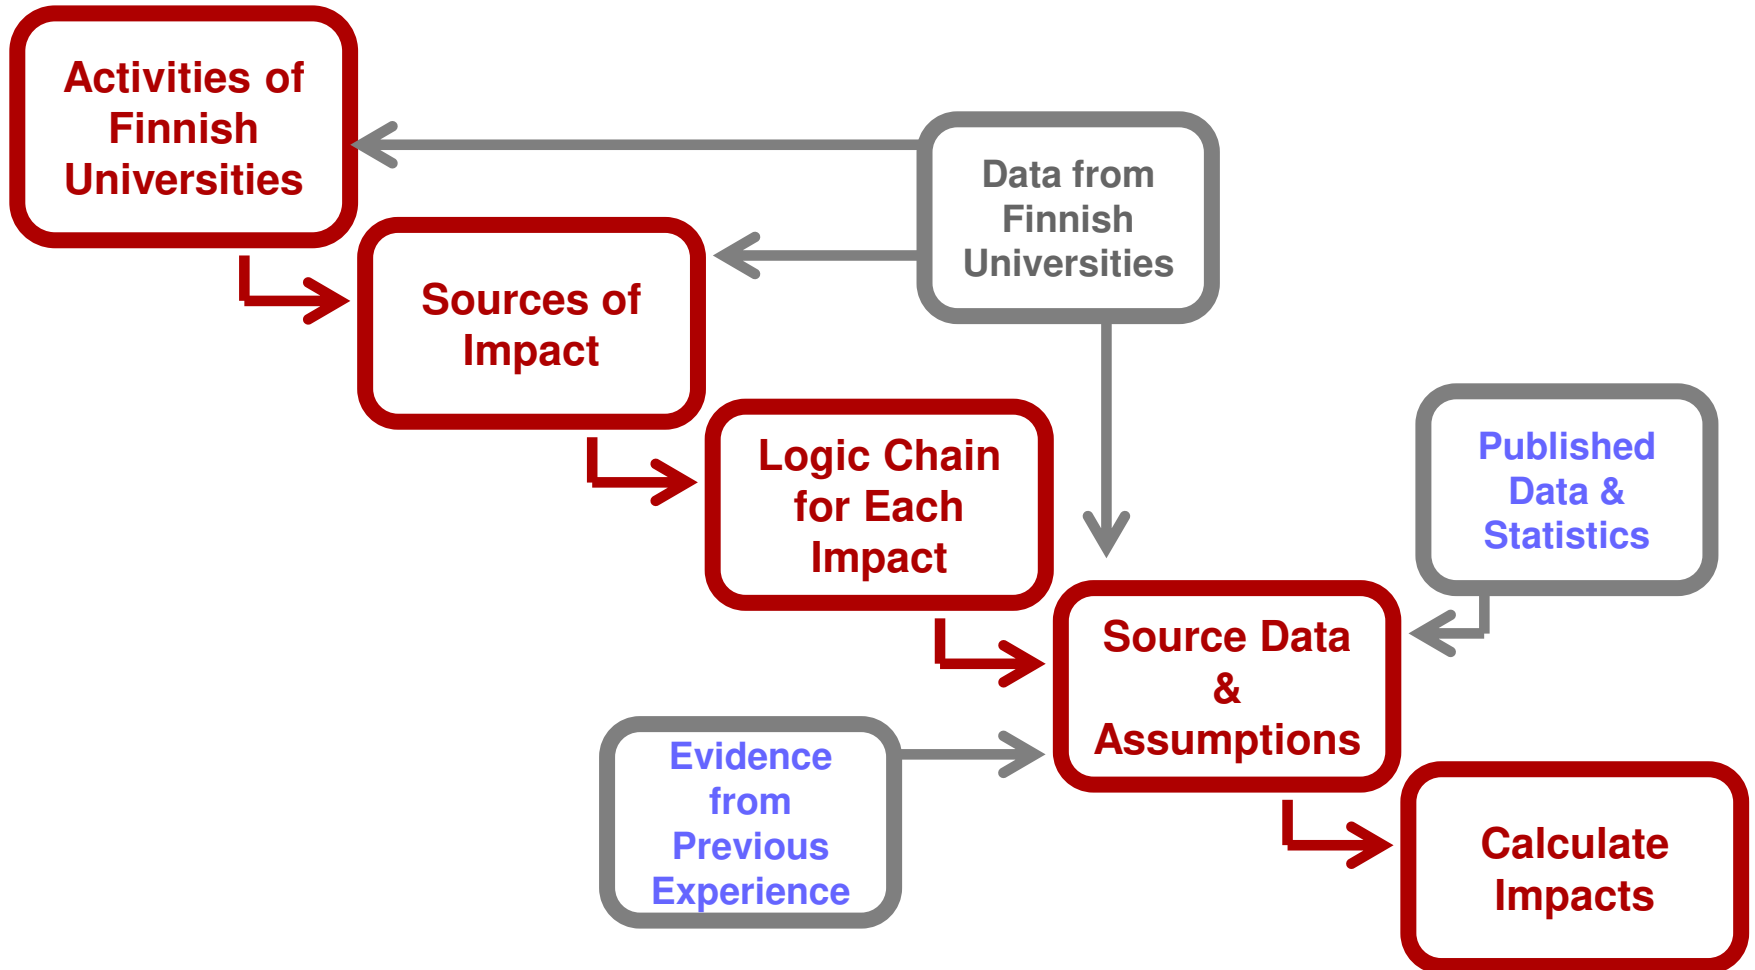 Activities of
Finnish
Universities
Data from
Finnish
Universities
Sources of
Impact
Logic Chain
for Each
Impact
Published
Data &
Statistics
Source Data
&
Assumptions
Evidence
from
Previous
Experience
Calculate
Impacts